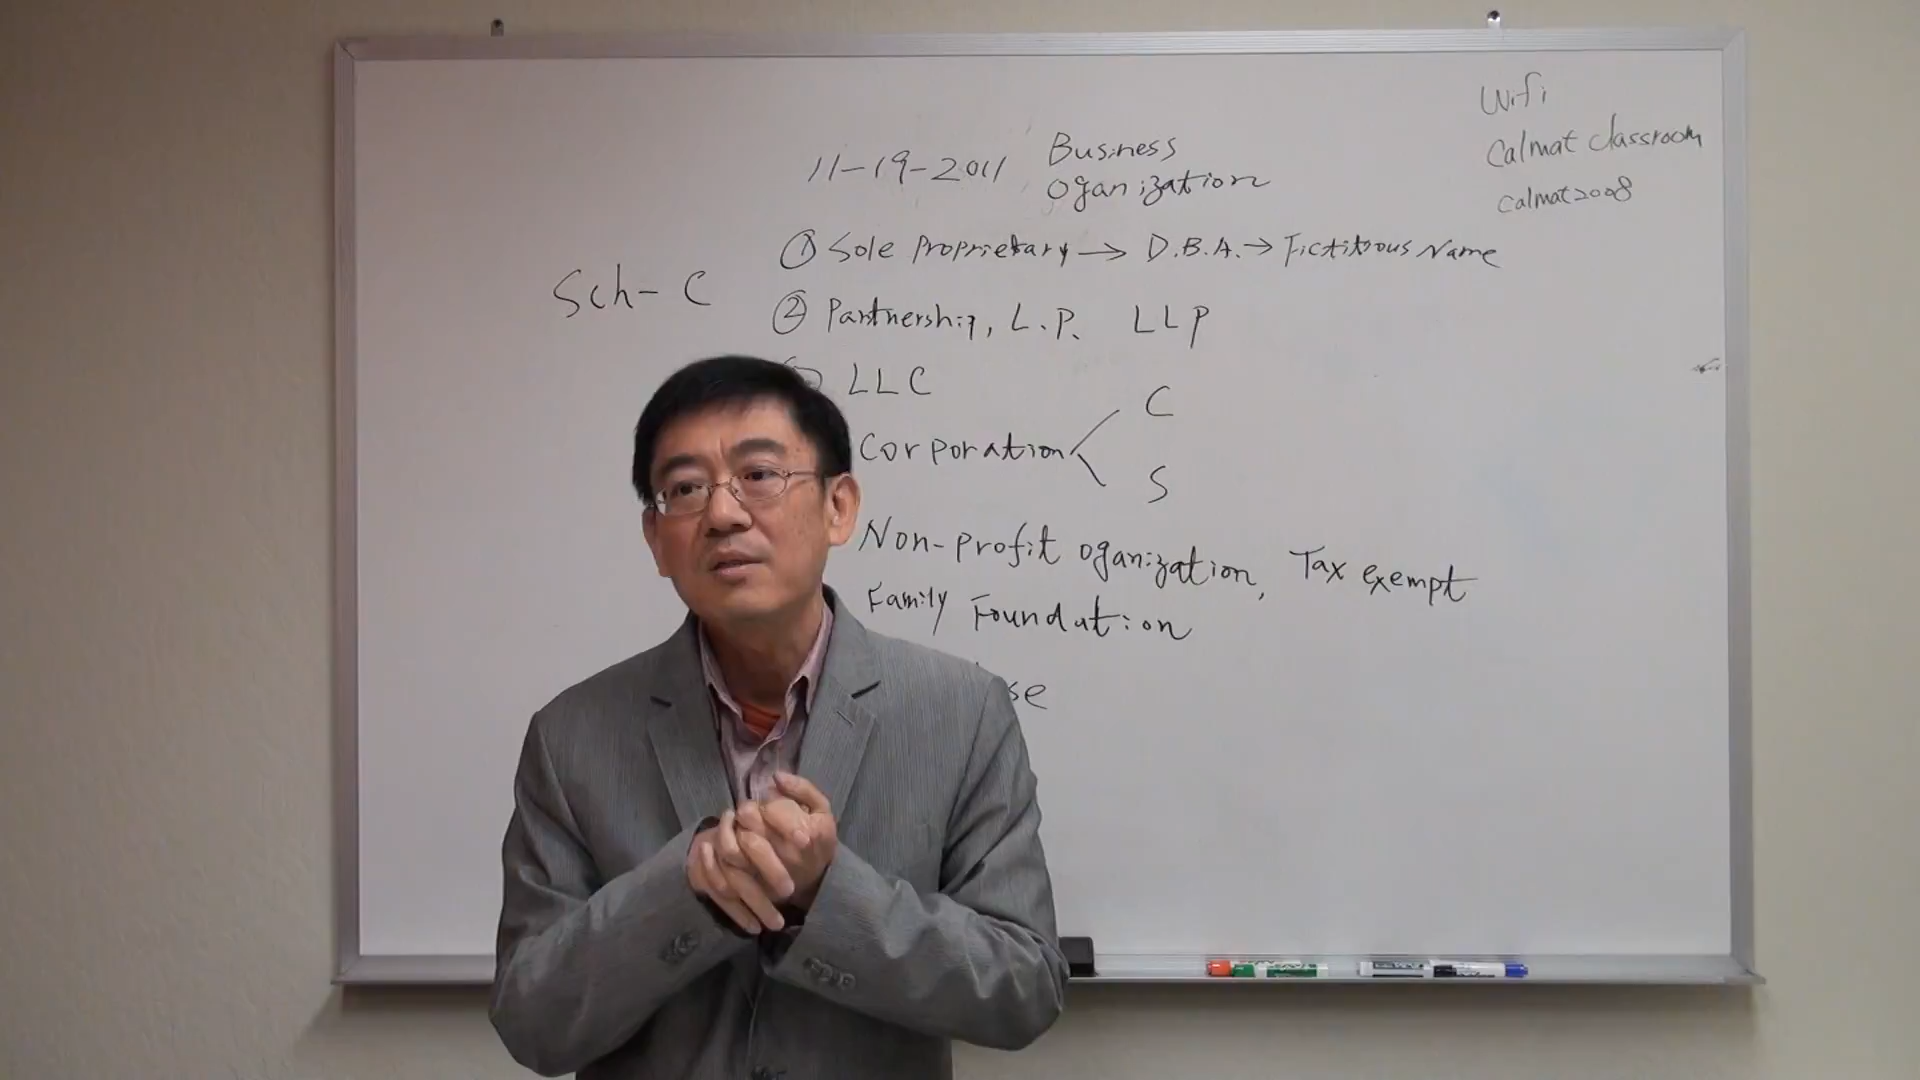 Wifi
Calmat classroom
calmat2008
11-19-2011 Business
Oganization
① Sole Proprietary → D.B.A. → Fictitious Name
Sch-C
② Partnership, L.P. LLP
LLC
Corporation < C
S
Non-profit Oganization, Tax exempt
Family Foundation